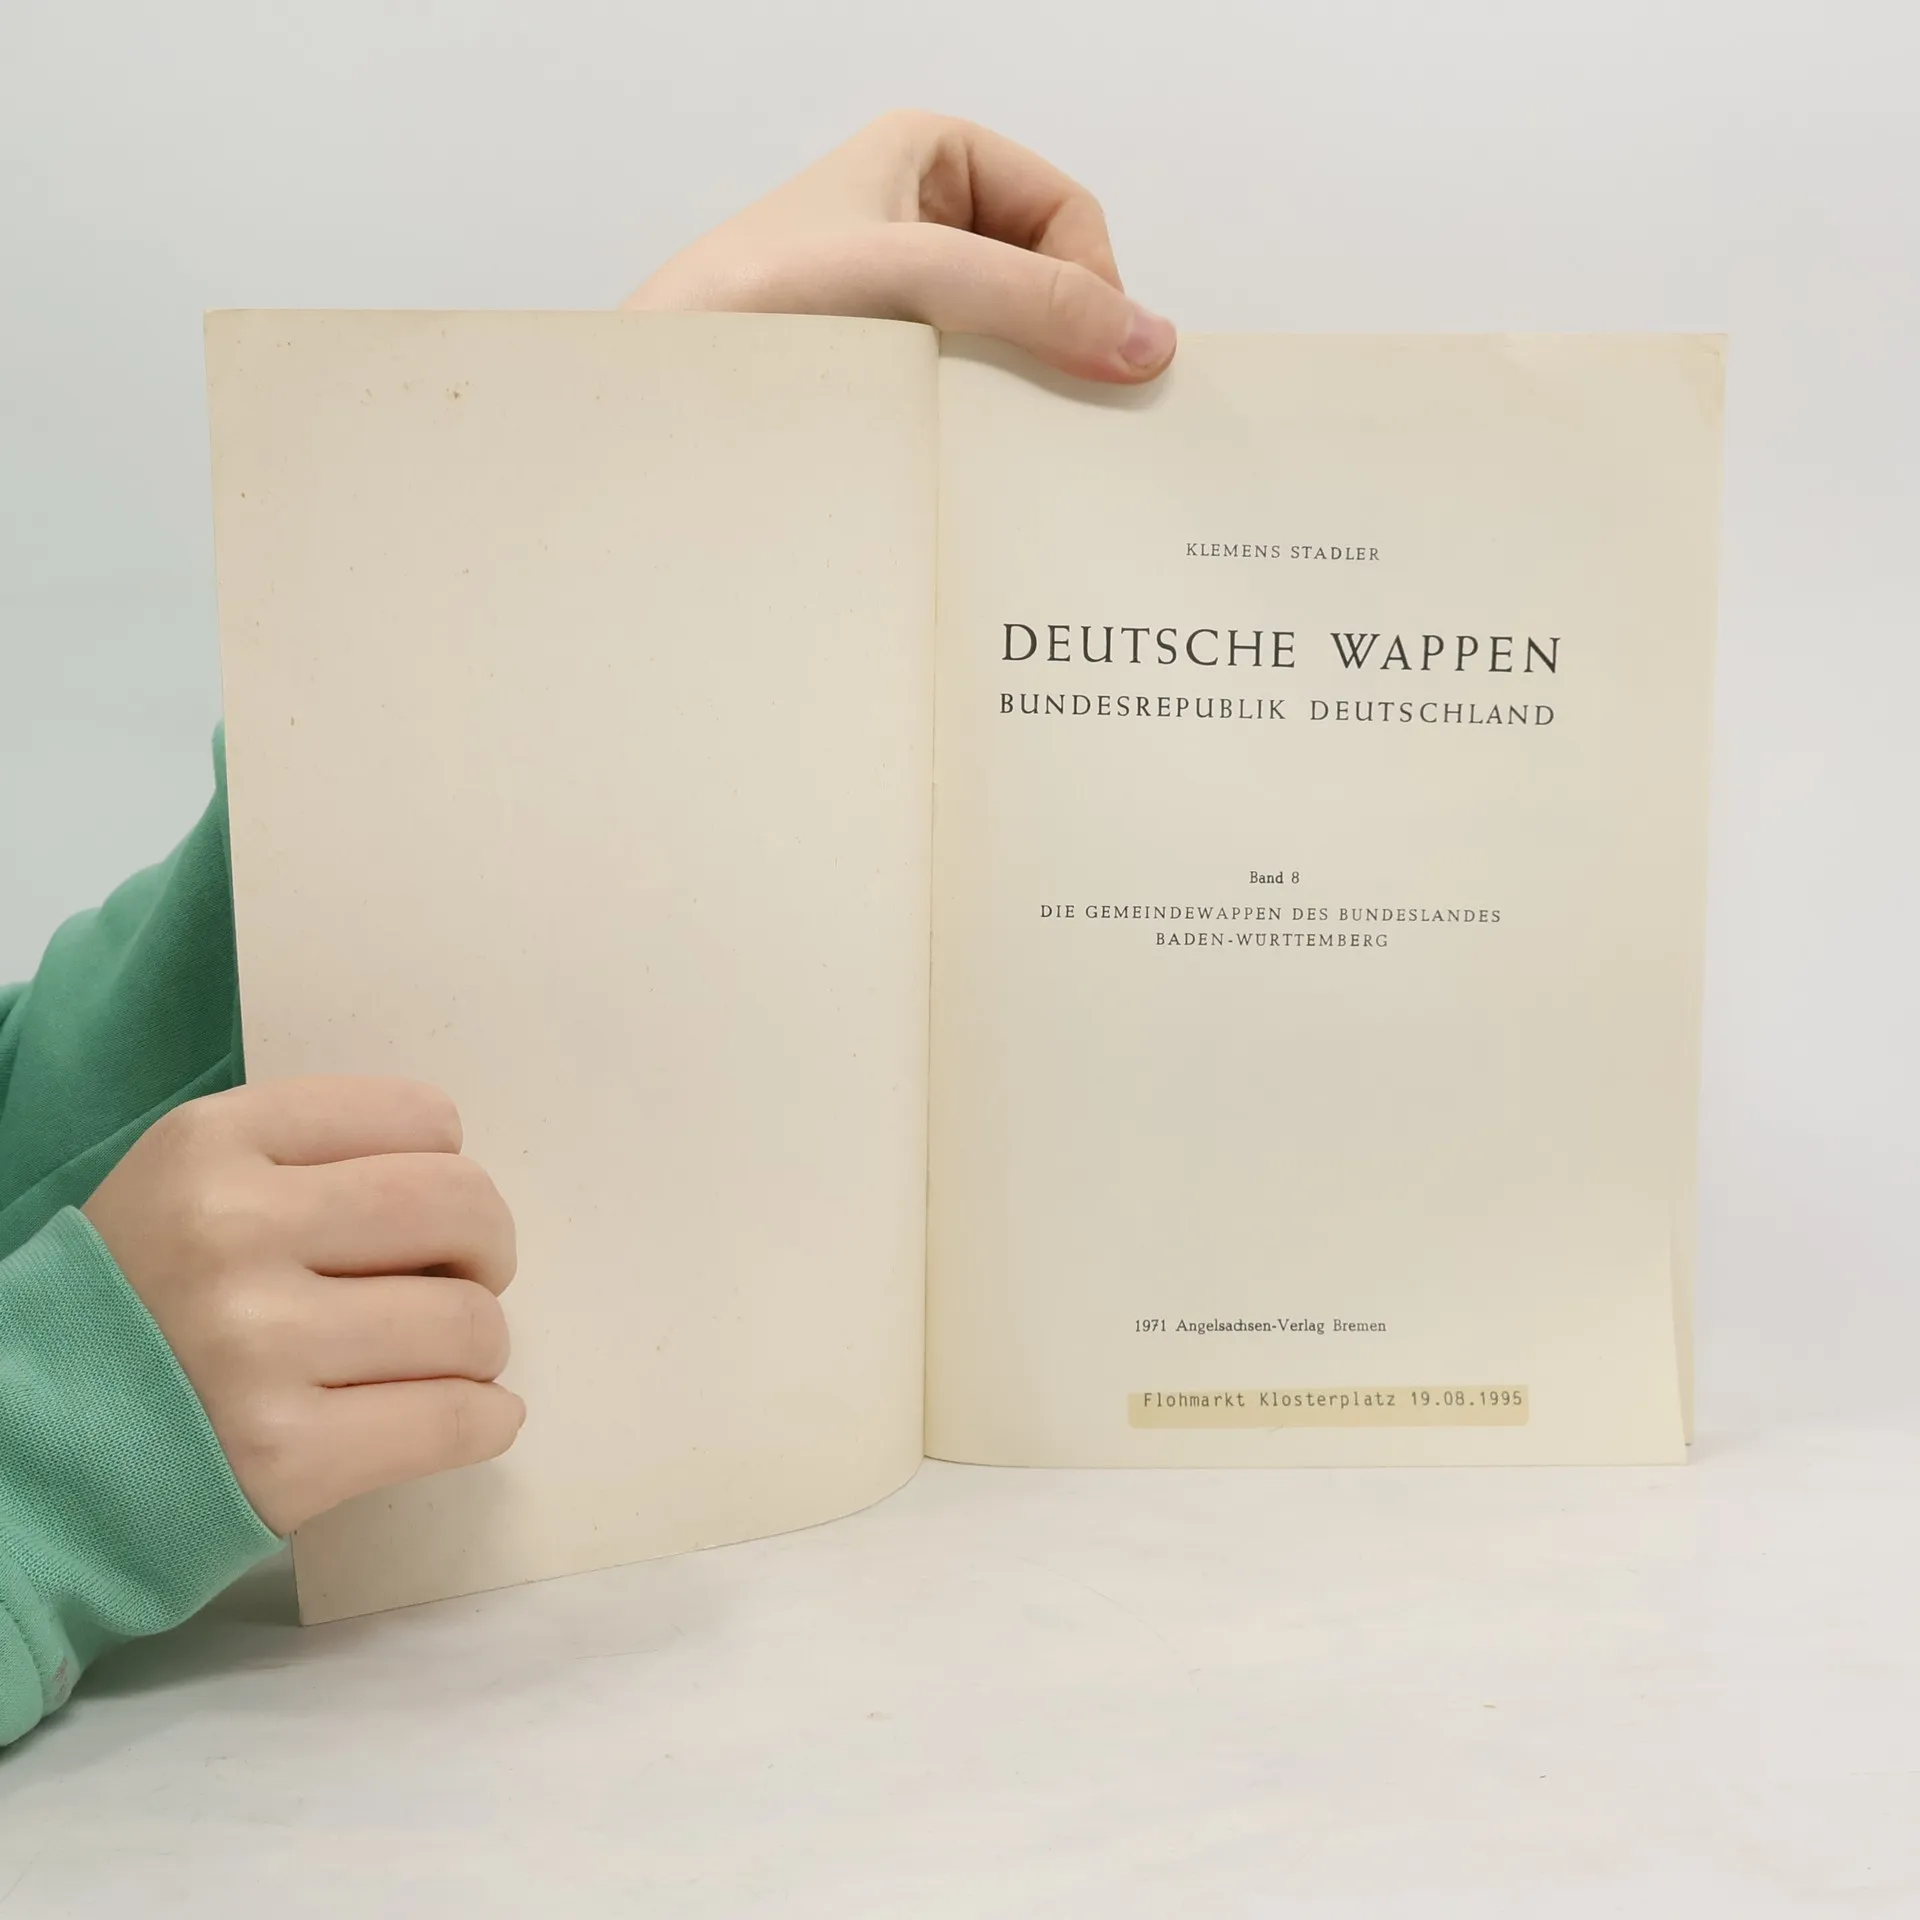 KLEMENS STADLER
DEUTSCHE WAPPEN
BUNDESREPUBLIK DEUTSCHLAND
Band 8
DIE GEMEINDEWAPPEN DES BUNDESLANDES
BADEN-WÜRTTEMBERG
1971 Angelsachsen-Verlag Bremen
Flohmarkt Klosterplatz 19.08.1995